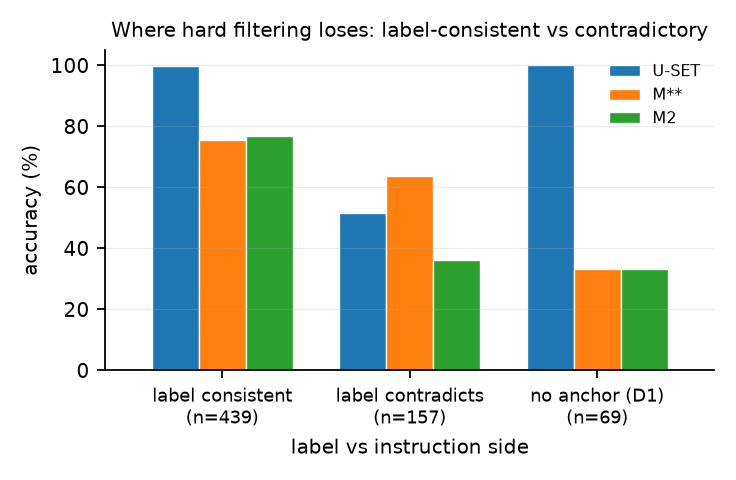 Where hard filtering loses: label-consistent vs contradictory
U-SET
M**
M2
accuracy (%)
100
80
60
40
20
0
label consistent
(n=439)
label contradicts
(n=157)
no anchor (D1)
(n=69)
label vs instruction side